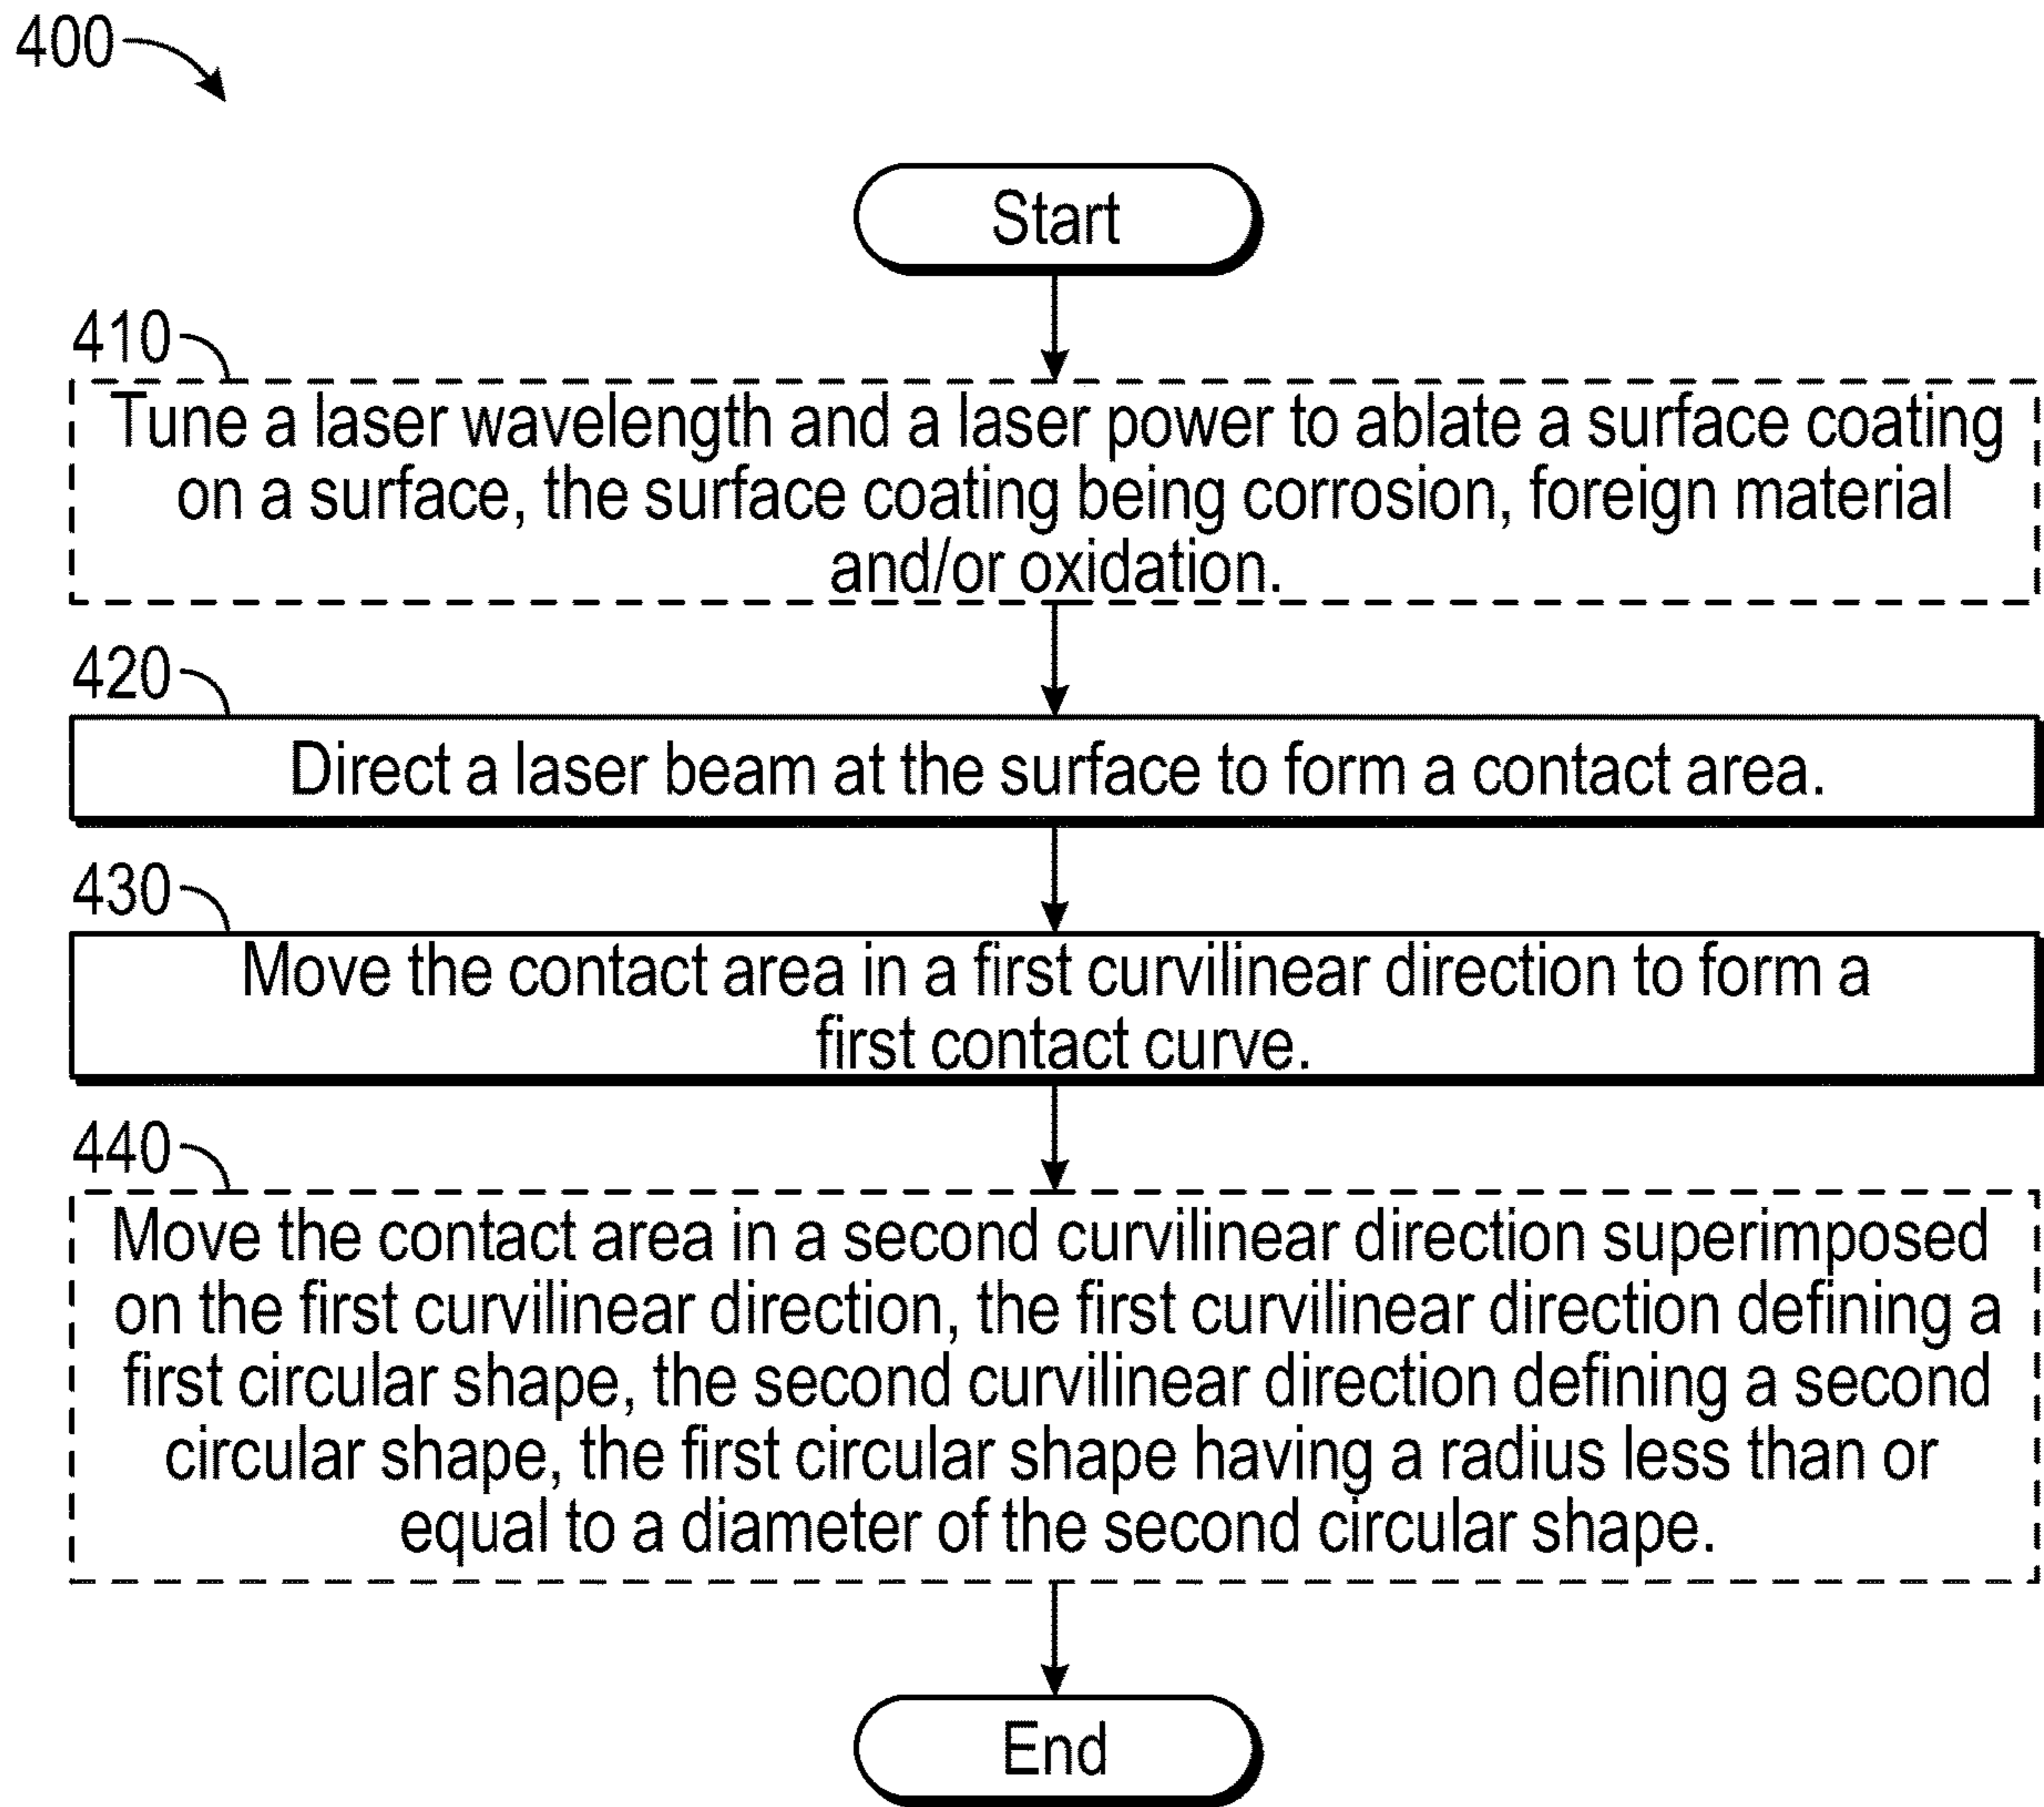 400
Start
410
Tune a laser wavelength and a laser power to ablate a surface coating
on a surface, the surface coating being corrosion, foreign material
and/or oxidation.
420
Direct a laser beam at the surface to form a contact area.
430
Move the contact area in a first curvilinear direction to form a
first contact curve.
440
Move the contact area in a second curvilinear direction superimposed
on the first curvilinear direction, the first curvilinear direction defining a
first circular shape, the second curvilinear direction defining a second
circular shape, the first circular shape having a radius less than or
equal to a diameter of the second circular shape.
End